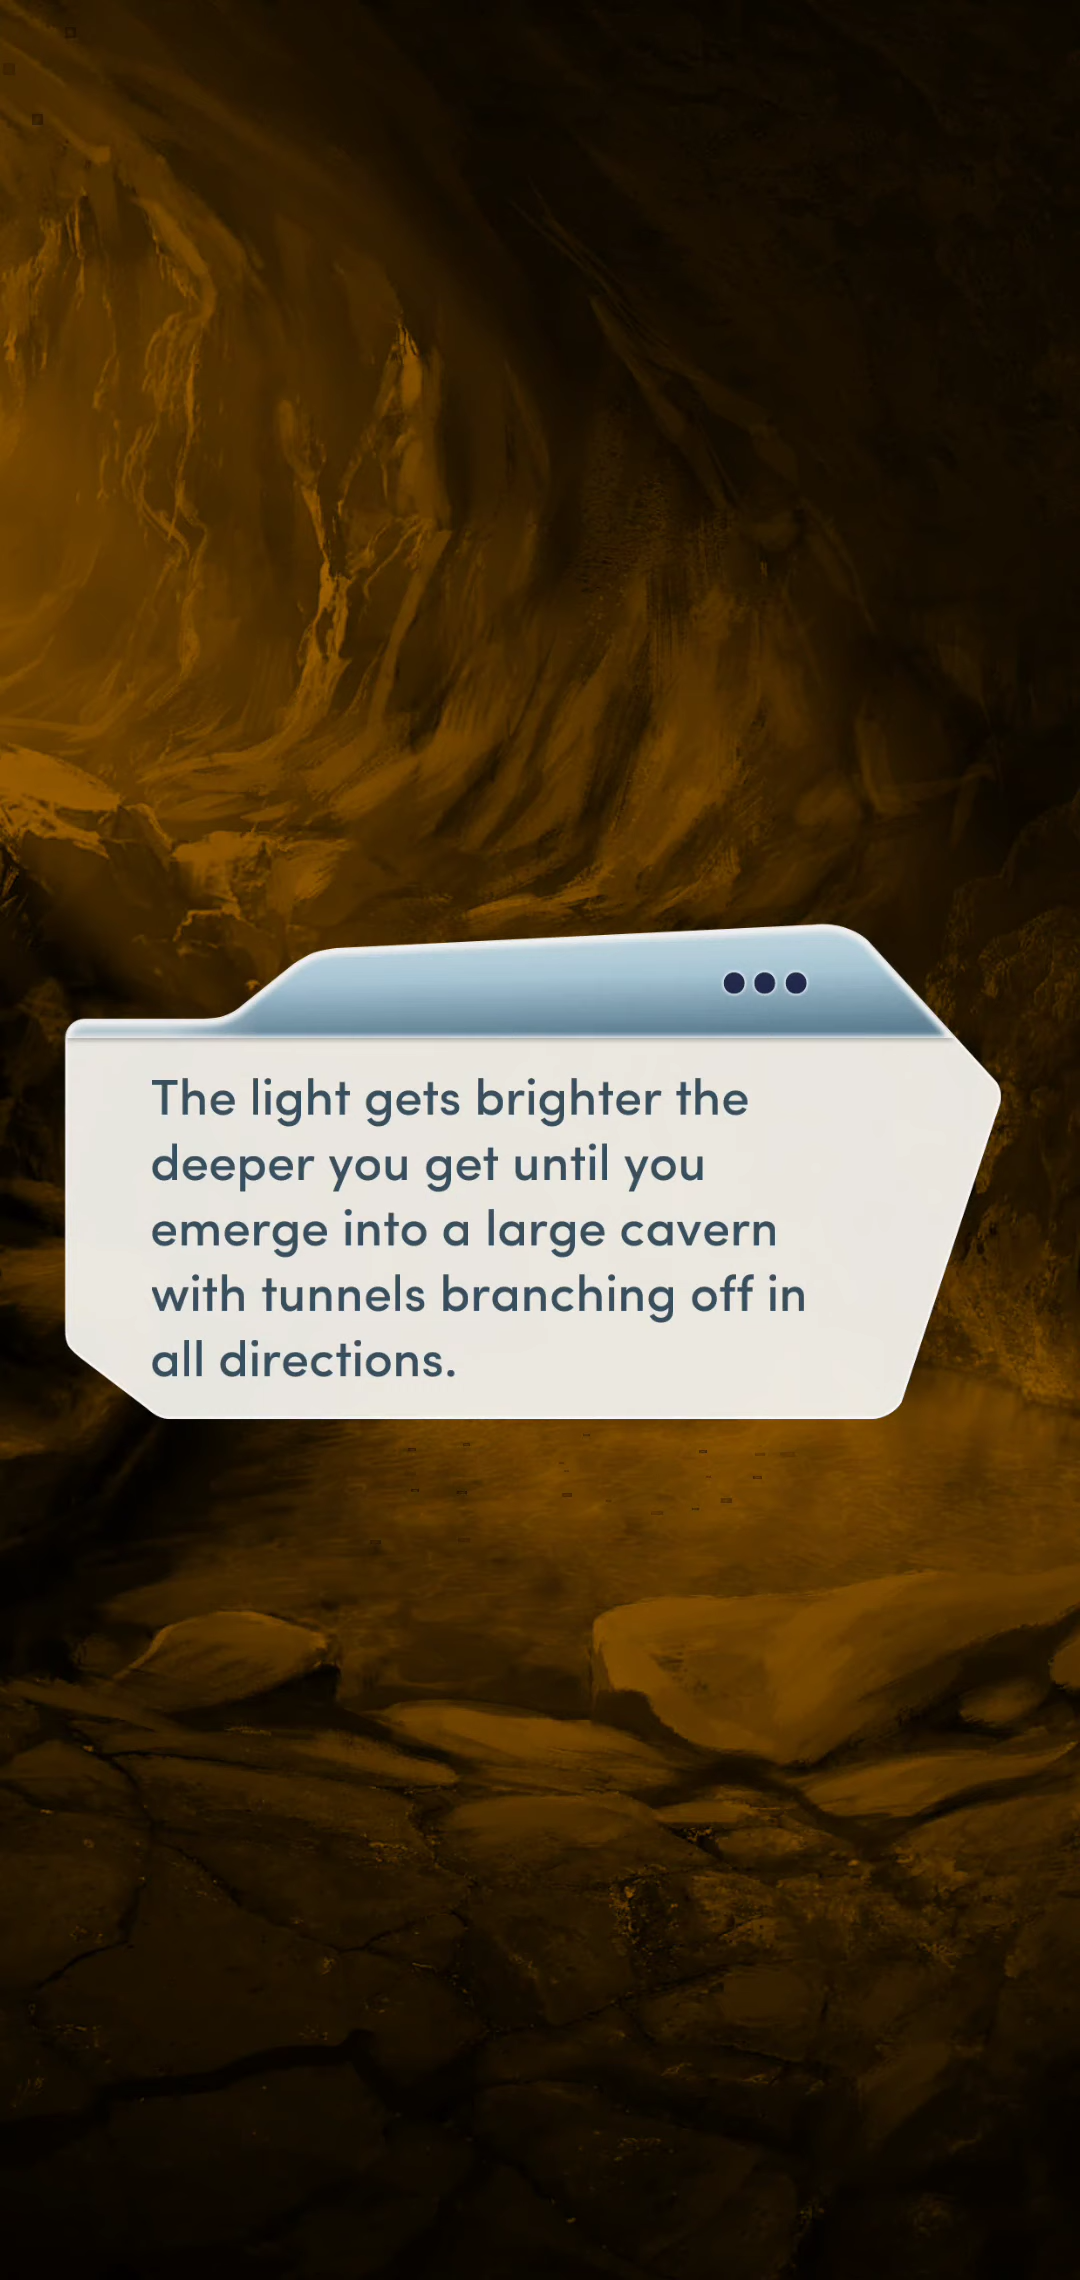 The light gets brighter the
deeper you get until you
emerge into a large cavern
with tunnels branching off in
all directions.